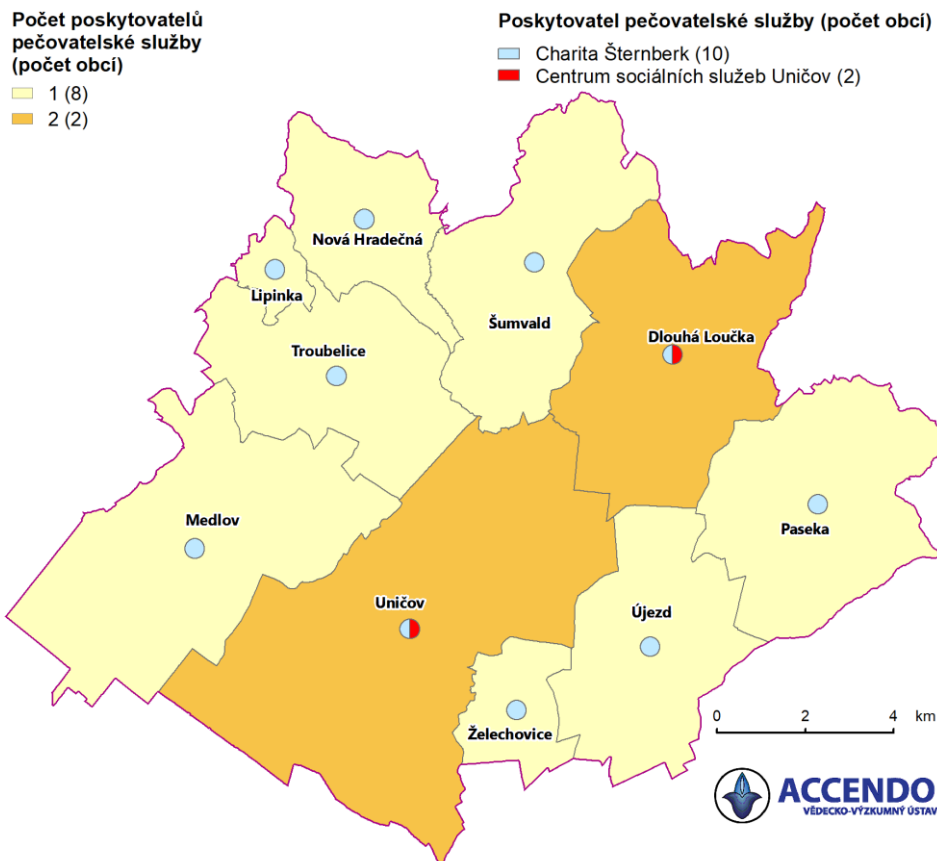 Počet poskytovatelů
pečovatelské služby
(počet obcí)
1 (8)
2 (2)
Poskytovatel pečovatelské služby (počet obcí)
Charita Šternberk (10)
Centrum sociálních služeb Uničov (2)
Nová Hradečná
Lipinka
Šumvald
Dlouhá Loučka
Troubelice
Medlov
Paseka
Uničov
Újezd
Želechovice
0 2 4 km
ACCENDO
VĚDECKO-VÝZKUMNÝ ÚSTAV